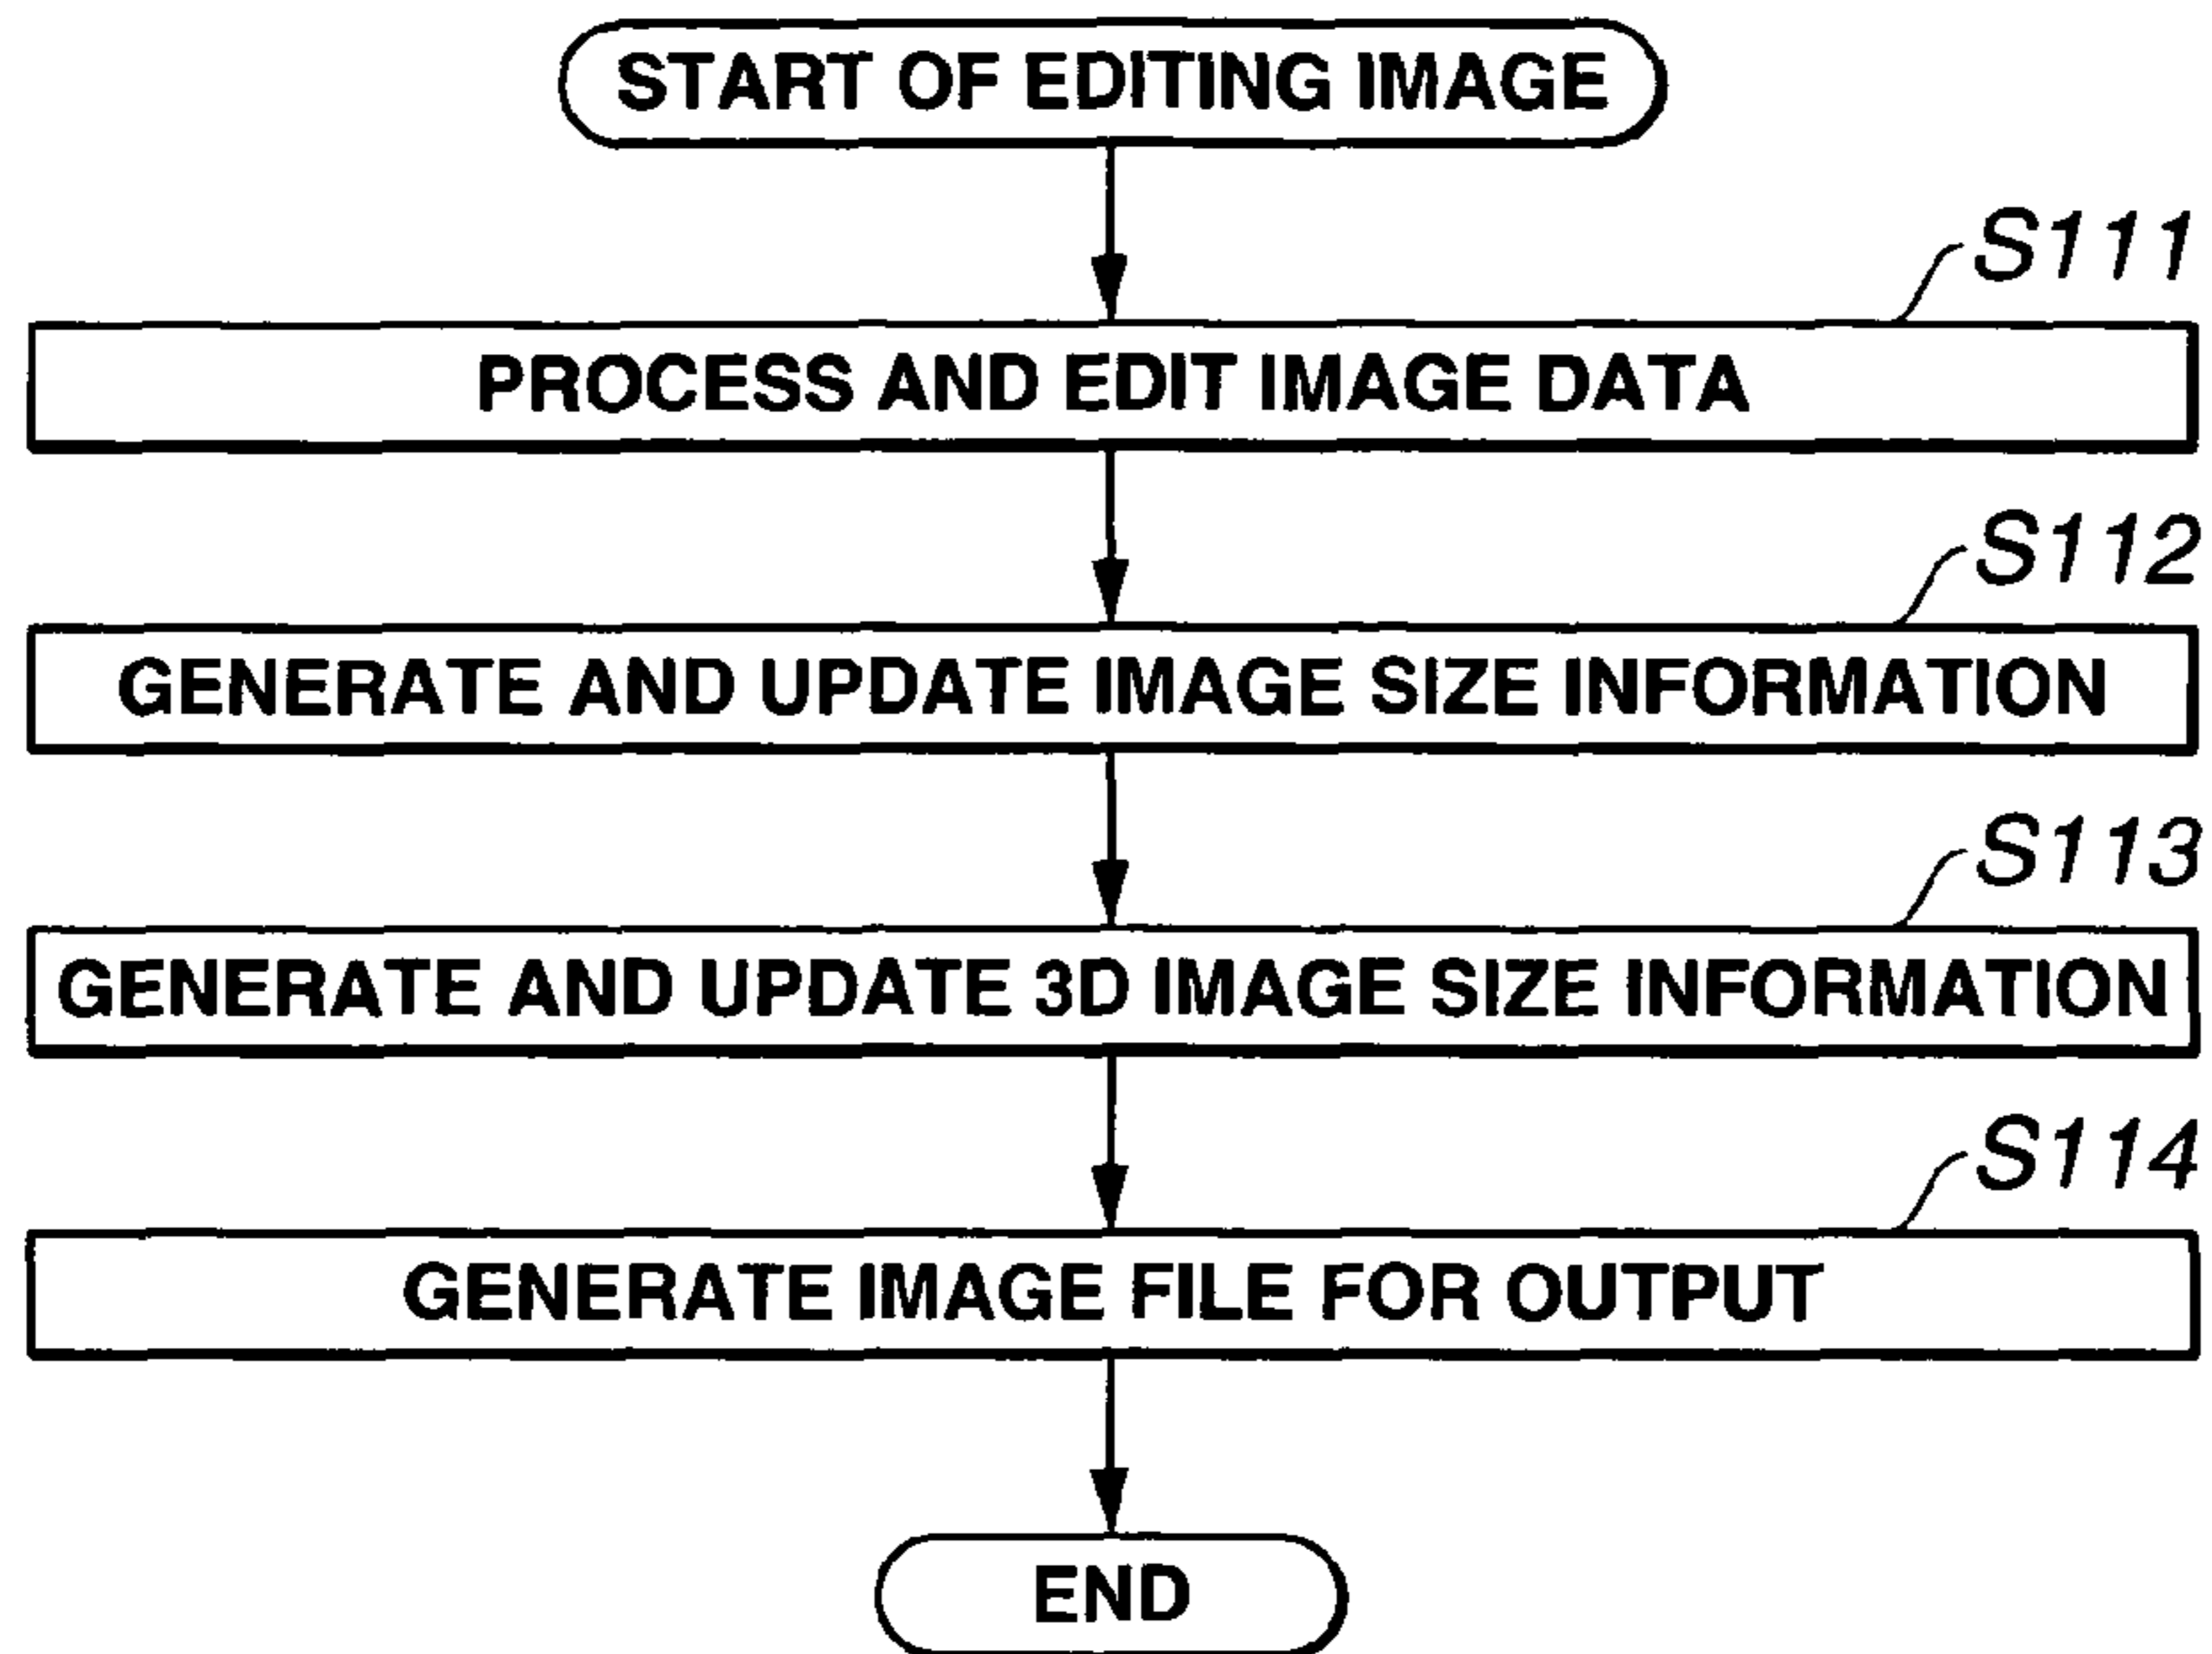 START OF EDITING IMAGE
S111
PROCESS AND EDIT IMAGE DATA
S112
GENERATE AND UPDATE IMAGE SIZE INFORMATION
S113
GENERATE AND UPDATE 3D IMAGE SIZE INFORMATION
S114
GENERATE IMAGE FILE FOR OUTPUT
END